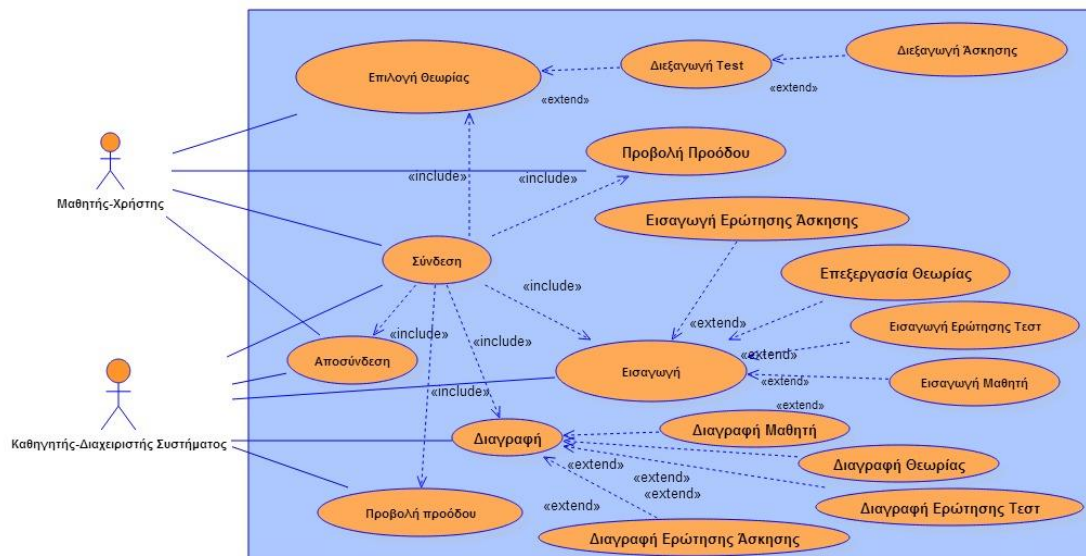 Διεξαγωγή Άσκησης
Διεξαγωγή Test
Επιλογή Θεωρίας
«extend»
«extend»
Προβολή Προόδου
«include»
«include»
Μαθητής-Χρήστης
Εισαγωγή Ερώτησης Άσκησης
Σύνδεση
Επεξεργασία Θεωρίας
«include»
«extend»
Εισαγωγή Ερώτησης Τεστ
«include»
«include»
Αποσύνδεση
«extend»
Εισαγωγή
«extend»
Εισαγωγή Μαθητή
«include»
«extend»
Διαγραφή Μαθητή
Καθηγητής-Διαχειριστής Συστήματος
Διαγραφή
«extend»
Διαγραφή Θεωρίας
«extend»
«extend»
«extend»
Διαγραφή Ερώτησης Τεστ
Προβολή προόδου
Διαγραφή Ερώτησης Άσκησης